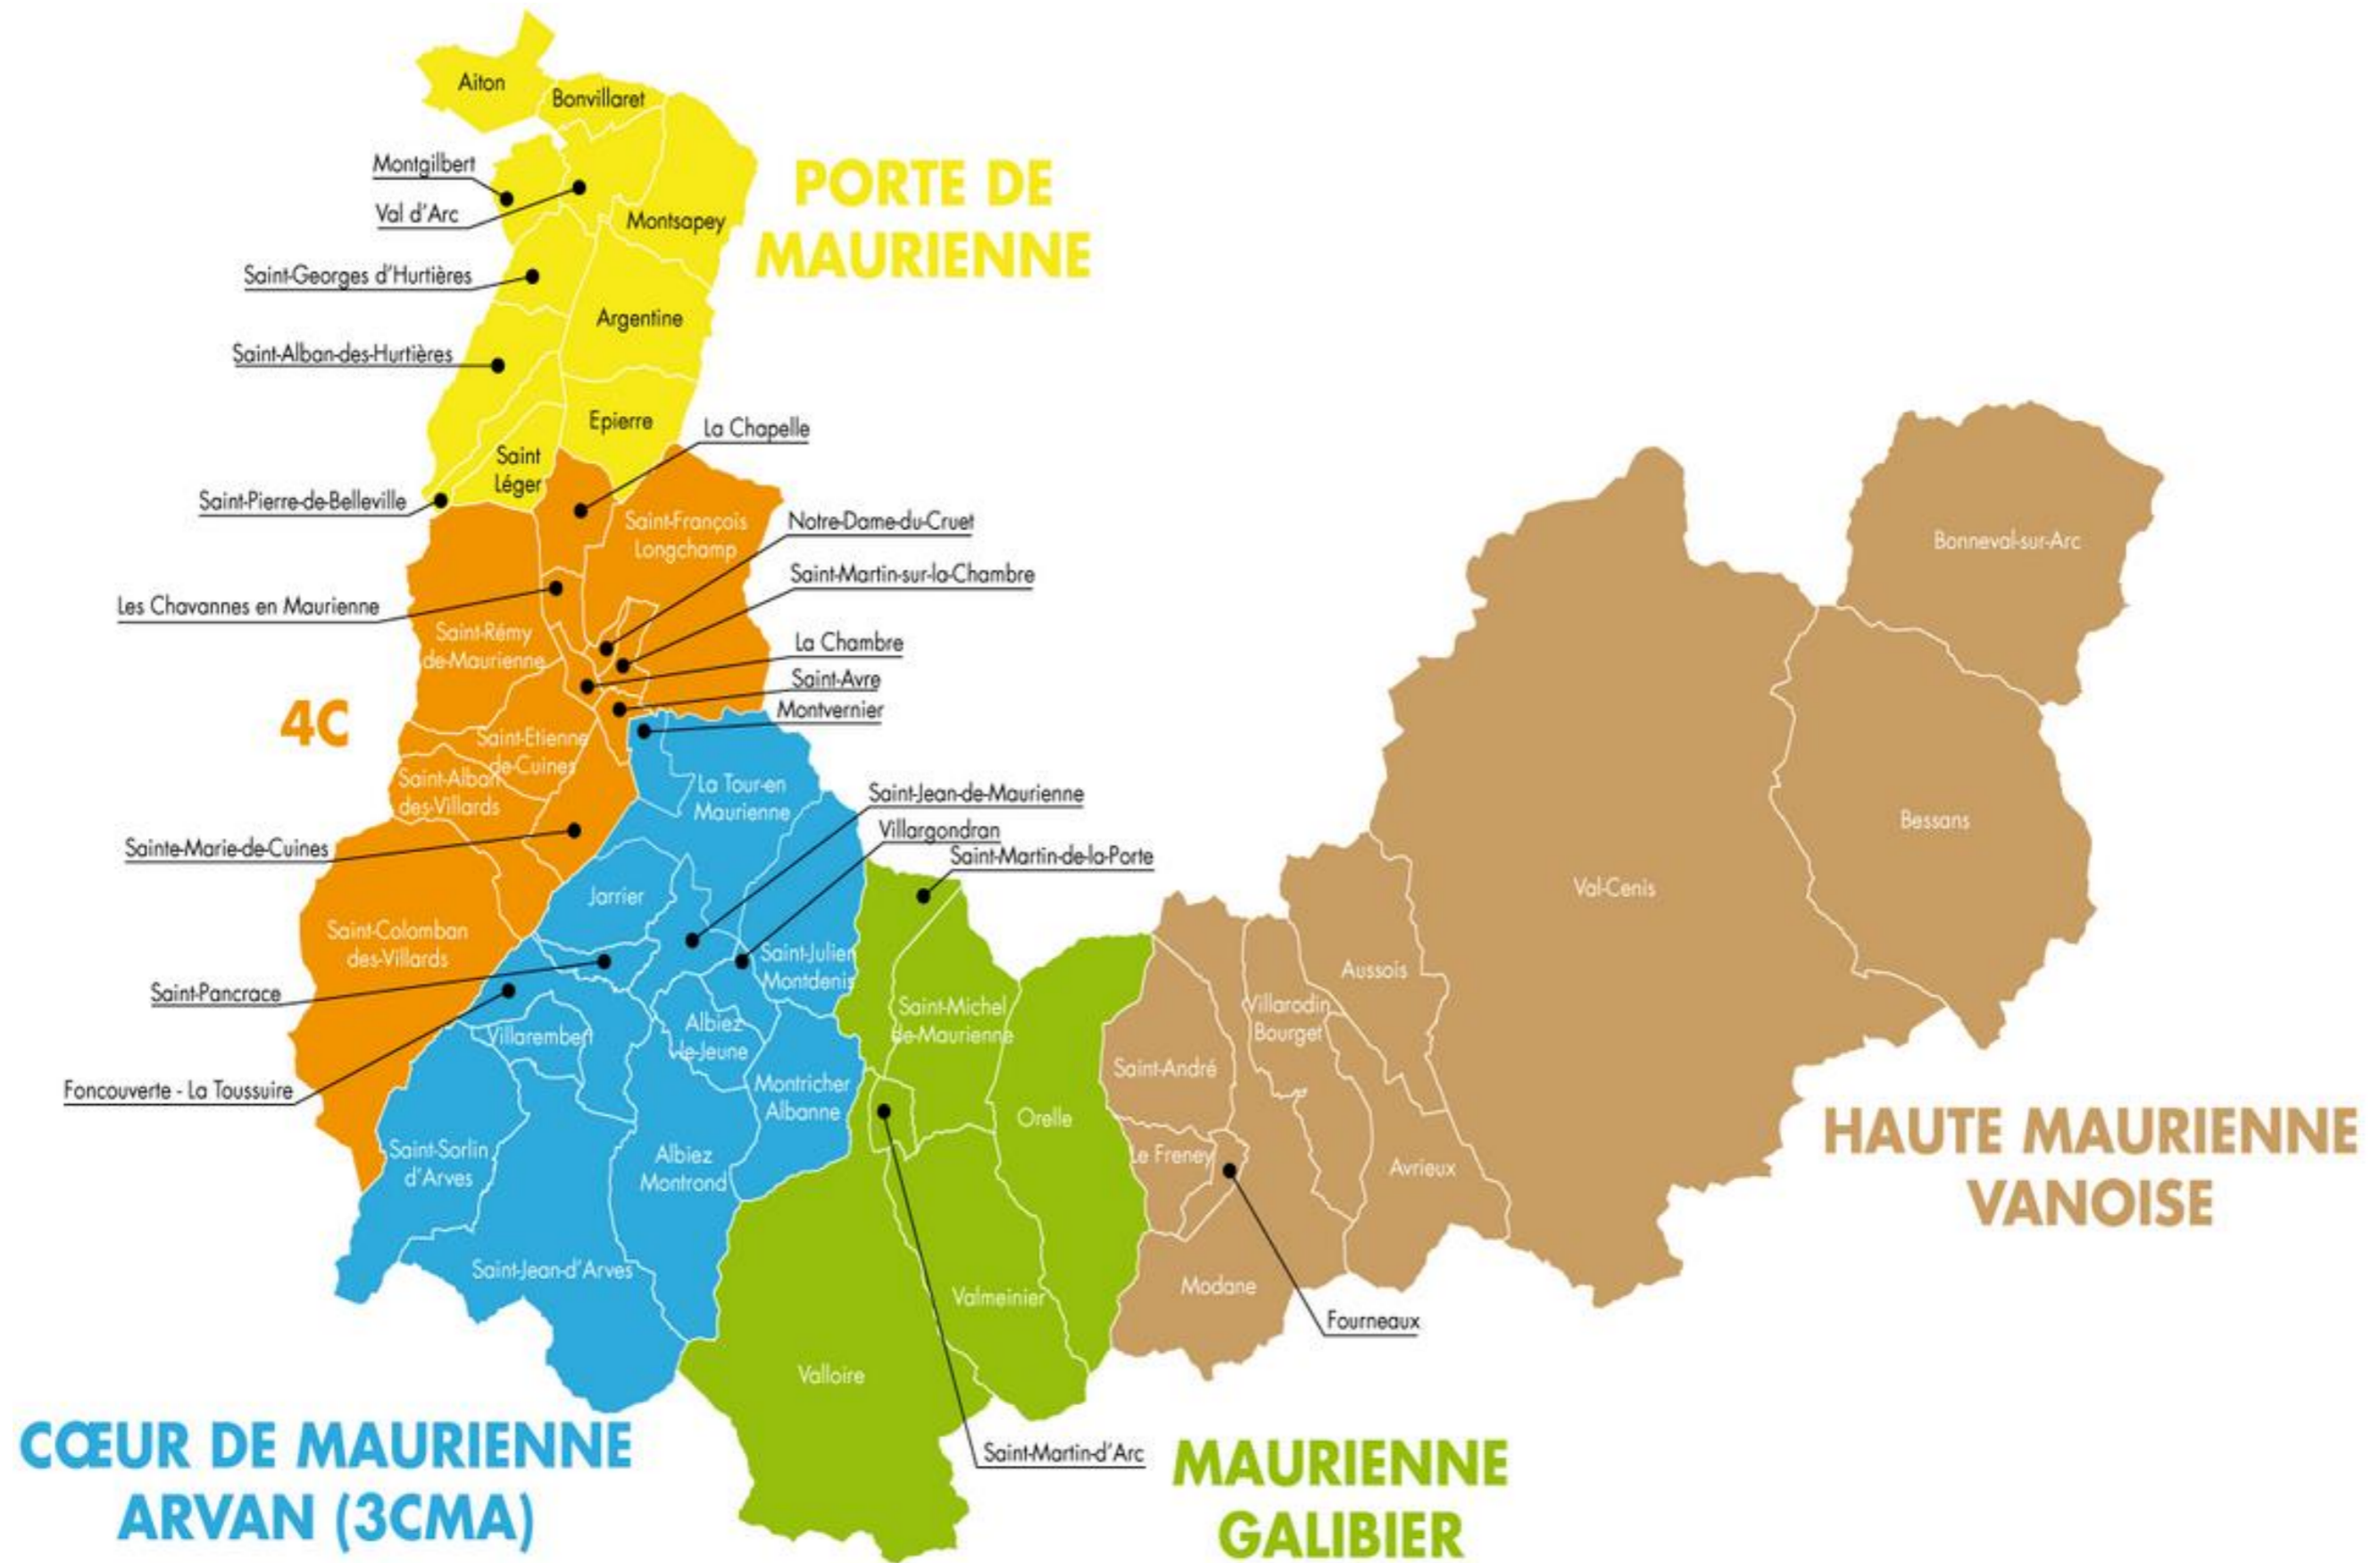 Aiton
Bonvillaret
Montgilbert
Val d'Arc
Montsapey
PORTE DE
MAURIENNE
Saint-Georges d'Hurtières
Argentine
Saint-Alban-des-Hurtières
Epierre
La Chapelle
Saint
Léger
Saint-Pierre-de-Belleville
Saint-François
Longchamp
Notre-Dame-du-Cruet
Saint-Martin-sur-la-Chambre
Les Chavannes en Maurienne
Saint-Rémy
de-Maurienne
La Chambre
Saint-Avre
Montvernier
4C
Saint-Etienne
de-Cuines
Saint-Alban
des-Villards
La Tour-en
Maurienne
Saint-Jean-de-Maurienne
Villargondran
Saint-Martin-de-la-Porte
Sainte-Marie-de-Cuines
Jarrier
Saint-Colomban
des-Villards
Saint-Julien
Montdenis
Saint-Pancrace
Saint-Michel
de-Maurienne
Villarembert
Albiez
le-Jeune
Foncouverte - La Toussuire
Montricher
Albanne
Orelle
Saint-Sorlin
d'Arves
Albiez
Montrond
Saint-Jean-d'Arves
Valmeinier
Valloire
Saint-Martin-d'Arc
Bonneval-sur-Arc
Bessans
Val-Cenis
Aussois
Villarodin
Bourget
Saint-André
Le Freney
Avrieux
Modane
Fourneaux
HAUTE MAURIENNE
VANOISE
CŒUR DE MAURIENNE
ARVAN (3CMA)
MAURIENNE
GALIBIER